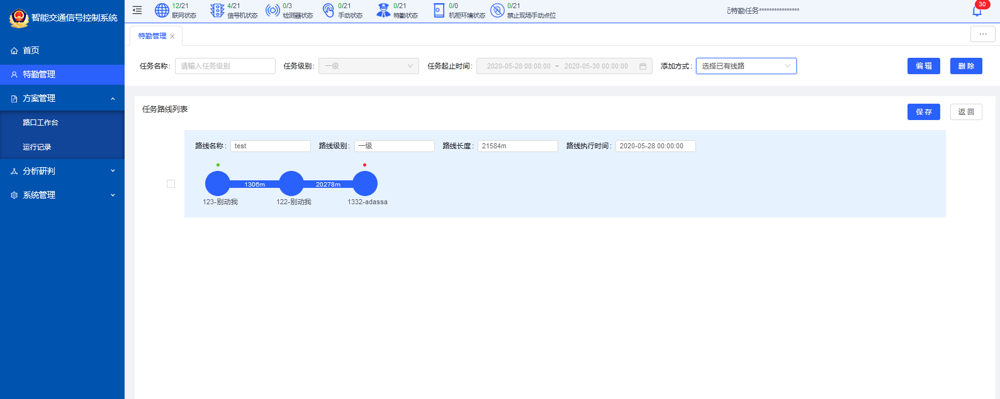 智能交通信号控制系统
12/21
联网状态
4/21
信号机状态
0/3
检测器状态
0/21
手动状态
0/21
特勤状态
0/0
机柜环境状态
0/21
禁止现场手动点位
特勤任务****************
30
首页
特勤管理
方案管理
路口工作台
运行记录
分析研判
系统管理
特勤管理
任务名称: 请输入任务级别 任务级别: 一级 任务起止时间: 2020-05-28 00:00:00 ~ 2020-05-30 00:00:00 添加方式: 选择已有线路 编辑 删除
任务路线列表 保存 返回
路线名称: test 路线级别: 一级 路线长度: 21584m 路线执行时间: 2020-05-28 00:00:00
1306m 20278m
123-别动我 122-别动我 1332-adassa